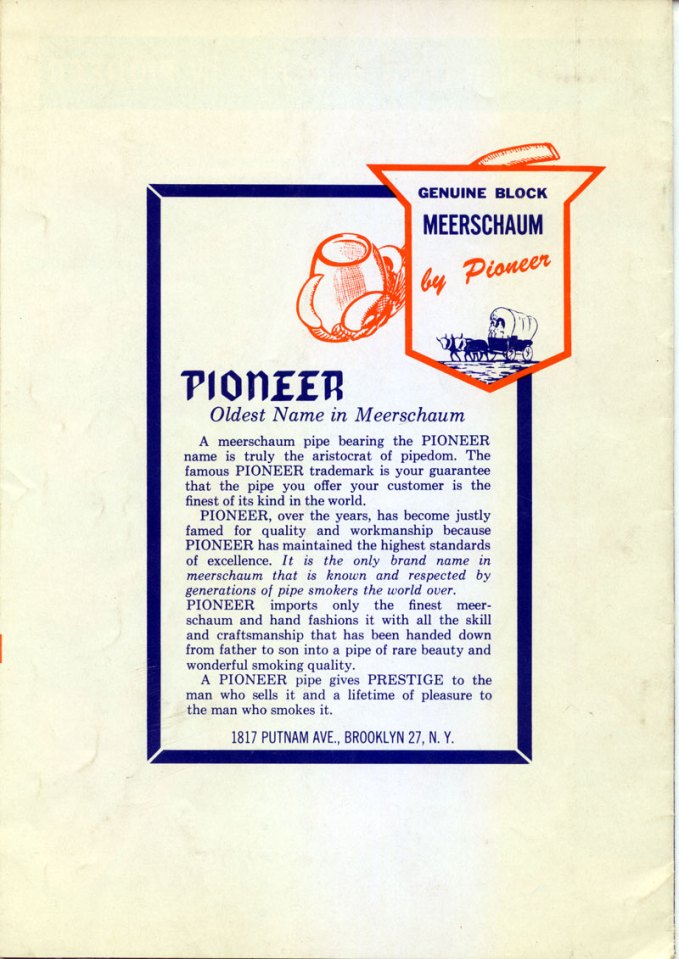 GENUINE BLOCK
MEERSCHAUM
by Pioneer
PIONEER
Oldest Name in Meerschaum
A meerschaum pipe bearing the PIONEER
name is truly the aristocrat of pipedom. The
famous PIONEER trademark is your guarantee
that the pipe you offer your customer is the
finest of its kind in the world.
PIONEER, over the years, has become justly
famed for quality and workmanship because
PIONEER has maintained the highest standards
of excellence. It is the only brand name in
meerschaum that is known and respected by
generations of pipe smokers the world over.
PIONEER imports only the finest meer-
schaum and hand fashions it with all the skill
and craftsmanship that has been handed down
from father to son into a pipe of rare beauty and
wonderful smoking quality.
A PIONEER pipe gives PRESTIGE to the
man who sells it and a lifetime of pleasure to
the man who smokes it.
1817 PUTNAM AVE., BROOKLYN 27, N. Y.